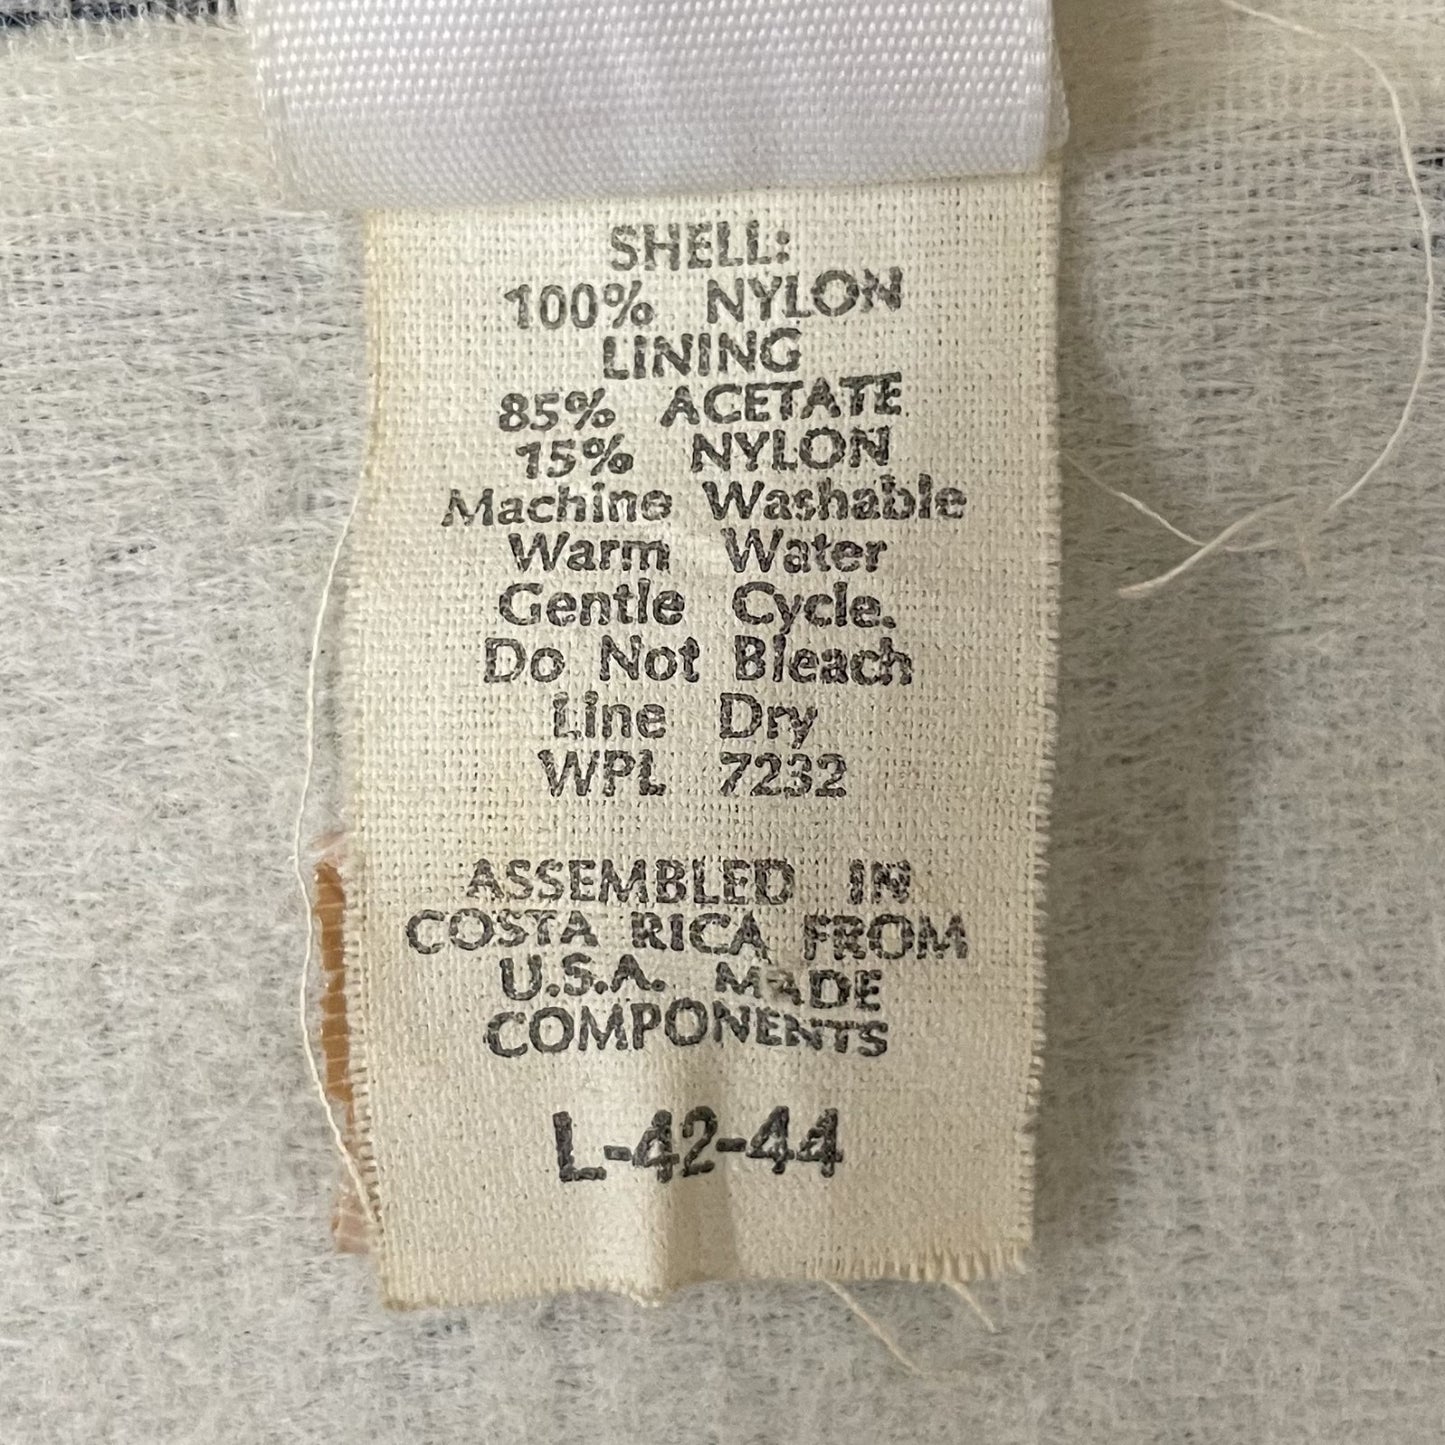 SHELL:
100% NYLON
LINING
85% ACETATE
15% NYLON
Machine Washable
Warm Water
Gentle Cycle.
Do Not Bleach
Line Dry
WPL 7232
ASSEMBLED IN
COSTA RICA FROM
U.S.A. MADE
COMPONENTS
L-42-44